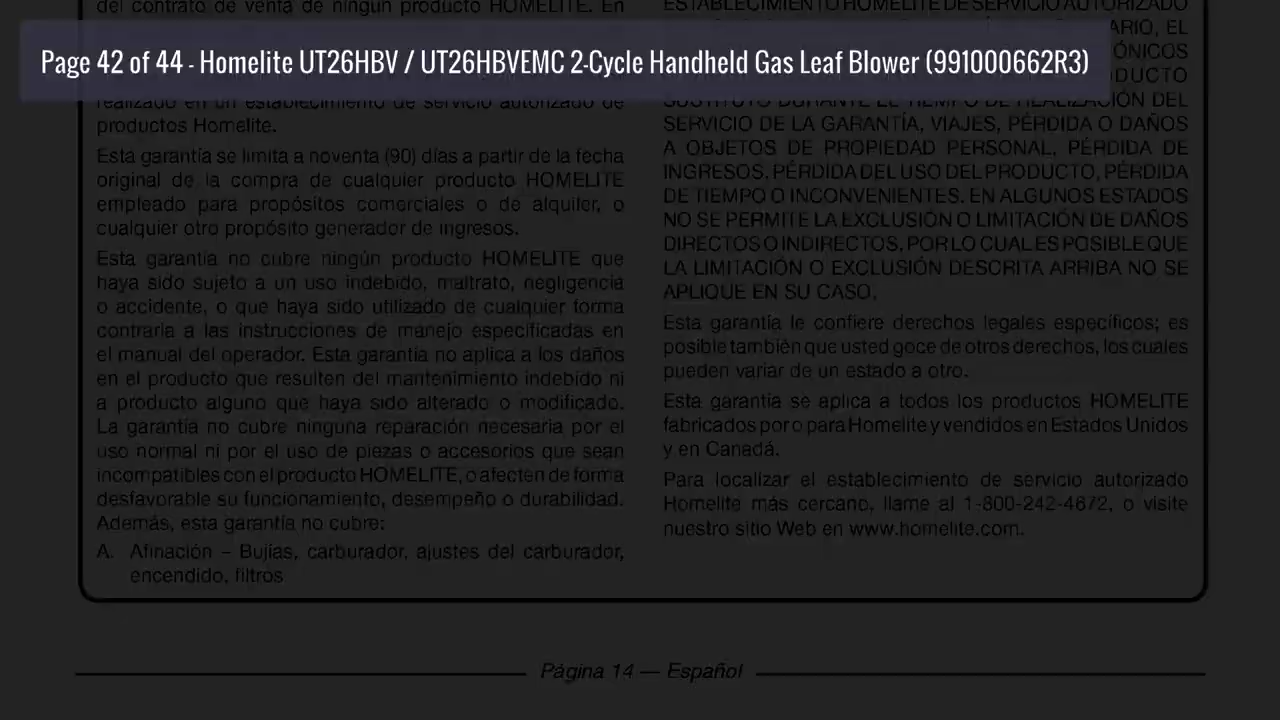 del contrato de venta de ningún producto HOMELITE. En
Page 42 of 44 - Homelite UT26HBV / UT26HBVEMC 2-Cycle Handheld Gas Leaf Blower (991000662R3)
realizado en un establecimiento de servicio autorizado de
productos Homelite.
Esta garantía se limita a noventa (90) días a partir de la fecha
original de la compra de cualquier producto HOMELITE
empleado para propósitos comerciales o de alquiler, o
cualquier otro propósito generador de ingresos.
Esta garantía no cubre ningún producto HOMELITE que
haya sido sujeto a un uso indebido, maltrato, negligencia
o accidente, o que haya sido utilizado de cualquier forma
contraria a las instrucciones de manejo especificadas en
el manual del operador. Esta garantía no aplica a los daños
en el producto que resulten del mantenimiento indebido ni
a producto alguno que haya sido alterado o modificado.
La garantía no cubre ninguna reparación necesaria por el
uso normal ni por el uso de piezas o accesorios que sean
incompatibles con el producto HOMELITE, o afecten de forma
desfavorable su funcionamiento, desempeño o durabilidad.
Además, esta garantía no cubre:
A. Afinación – Bujías, carburador, ajustes del carburador,
encendido, filtros
ESTABLECIMIENTO HOMELITE DE SERVICIO AUTORIZADO
ARIO, EL
ÓNICOS
DUCTO
SUSTITUTO DURANTE EL TIEMPO DE REALIZACIÓN DEL
SERVICIO DE LA GARANTÍA, VIAJES, PÉRDIDA O DAÑOS
A OBJETOS DE PROPIEDAD PERSONAL, PÉRDIDA DE
INGRESOS, PÉRDIDA DEL USO DEL PRODUCTO, PÉRDIDA
DE TIEMPO O INCONVENIENTES. EN ALGUNOS ESTADOS
NO SE PERMITE LA EXCLUSIÓN O LIMITACIÓN DE DAÑOS
DIRECTOS O INDIRECTOS, POR LO CUAL ES POSIBLE QUE
LA LIMITACIÓN O EXCLUSIÓN DESCRITA ARRIBA NO SE
APLIQUE EN SU CASO.
Esta garantía le confiere derechos legales específicos; es
posible también que usted goce de otros derechos, los cuales
pueden variar de un estado a otro.
Esta garantía se aplica a todos los productos HOMELITE
fabricados por o para Homelite y vendidos en Estados Unidos
y en Canadá.
Para localizar el establecimiento de servicio autorizado
Homelite más cercano, llame al 1-800-242-4672, o visite
nuestro sitio Web en www.homelite.com.
Página 14 — Español